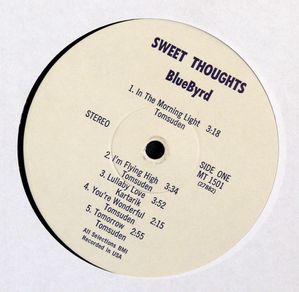 SWEET THOUGHTS
BlueByrd
1. In The Morning Light 3:18
Tomsuden
STEREO
SIDE ONE
MT 1501
(27882)
2. I'm Flying High 3:34
Tomsuden
3. Lullaby Love 3:52
Kartarik
4. You're Wonderful 2:15
Tomsuden
5. Tomorrow 2:55
Tomsuden
All Selections BMI
Recorded in USA